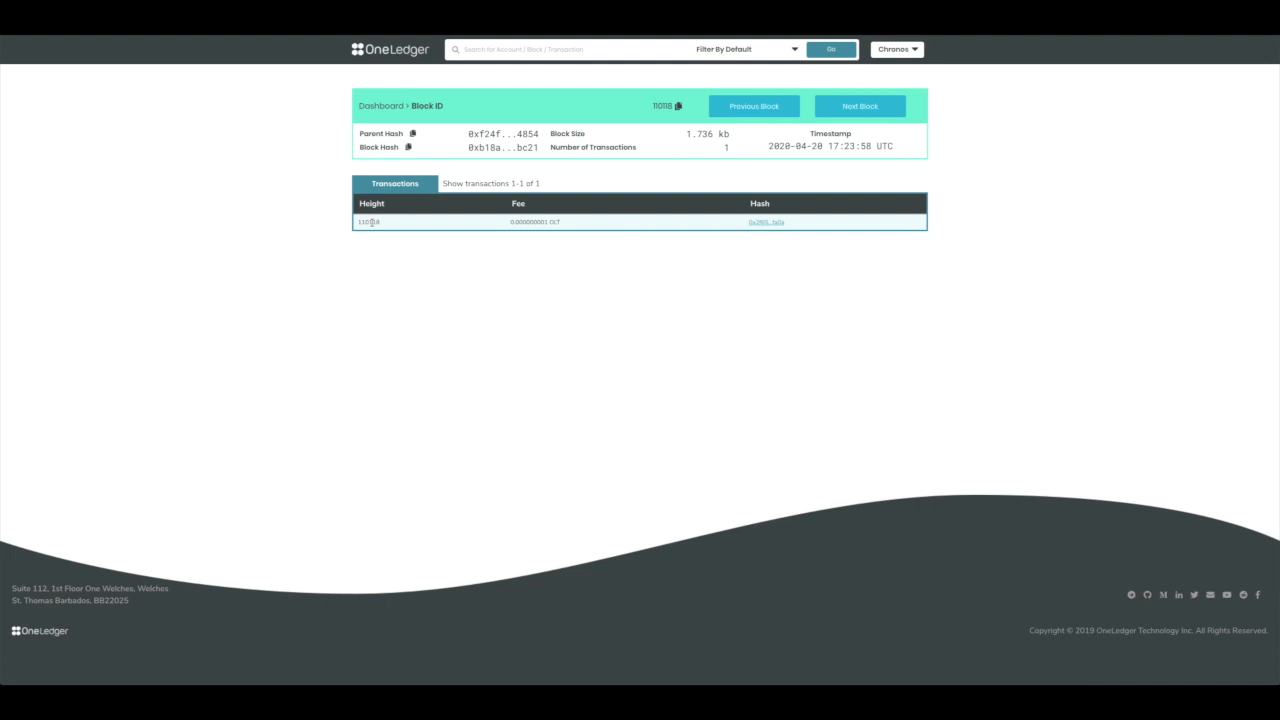 OneLedger
Search for Account / Block / Transaction
Filter By Default
Go
Chronos
Dashboard > Block ID
110118
Previous Block
Next Block
Parent Hash 0xf24f...4854 Block Size 1.736 kb Timestamp
Block Hash 0xb18a...bc21 Number of Transactions 1 2020-04-20 17:23:58 UTC
Transactions Show transactions 1-1 of 1
Height Fee Hash
110118 0.000000001 OLT
Suite 112, 1st Floor One Welches, Welches
St. Thomas Barbados, BB22025
OneLedger
Copyright © 2019 OneLedger Technology Inc. All Rights Reserved.